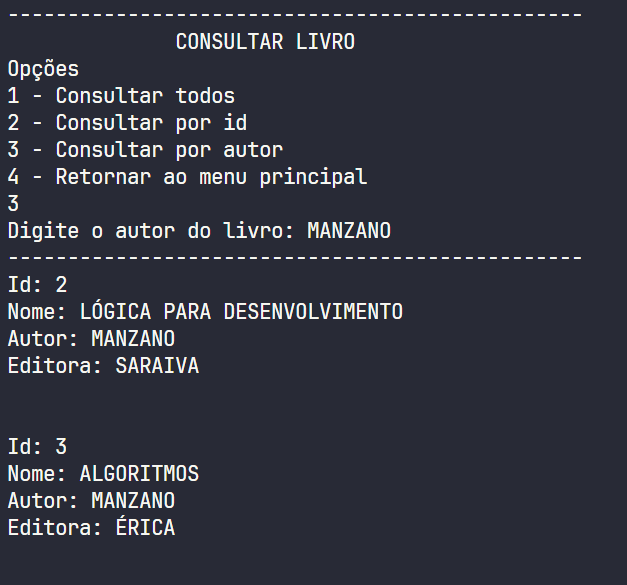 ------------------------------------------------
CONSULTAR LIVRO
Opções
1 - Consultar todos
2 - Consultar por id
3 - Consultar por autor
4 - Retornar ao menu principal
3
Digite o autor do livro: MANZANO
------------------------------------------------
Id: 2
Nome: LÓGICA PARA DESENVOLVIMENTO
Autor: MANZANO
Editora: SARAIVA
Id: 3
Nome: ALGORITMOS
Autor: MANZANO
Editora: ÉRICA